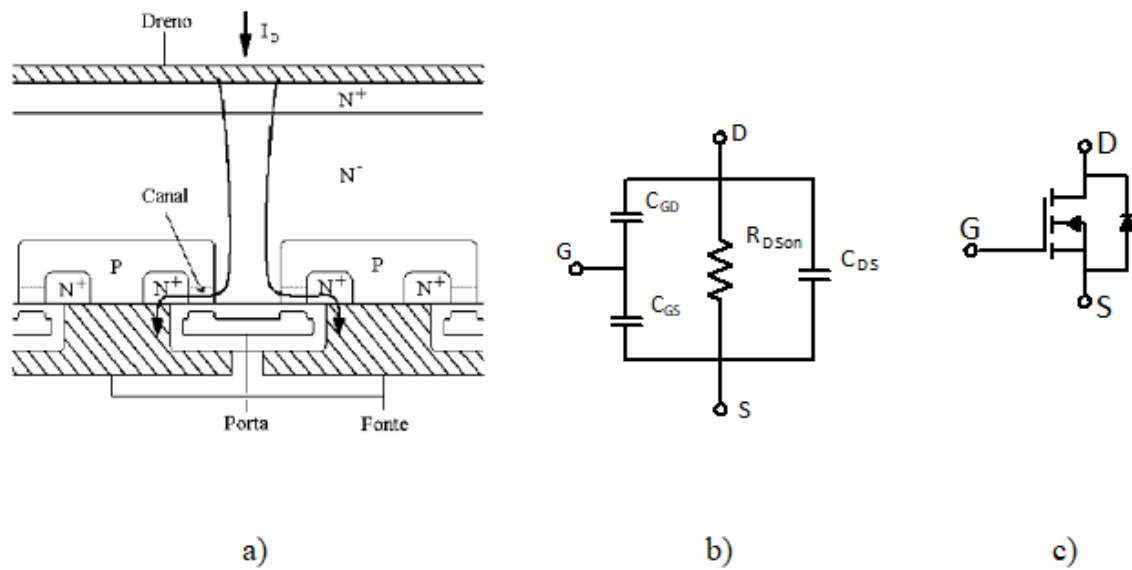 Dreno
I_D
N^+
N^-
Canal
P
P
N^+
N^+
N^+
N^+
Porta
Fonte
a)
D
C_GD
R_DSon
G
C_DS
C_GS
S
b)
D
G
S
c)